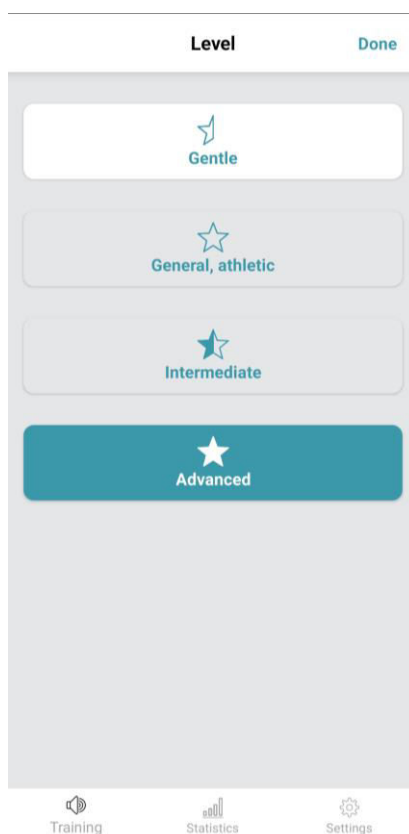 Level
Done
Gentle
General, athletic
Intermediate
Advanced
Training
Statistics
Settings